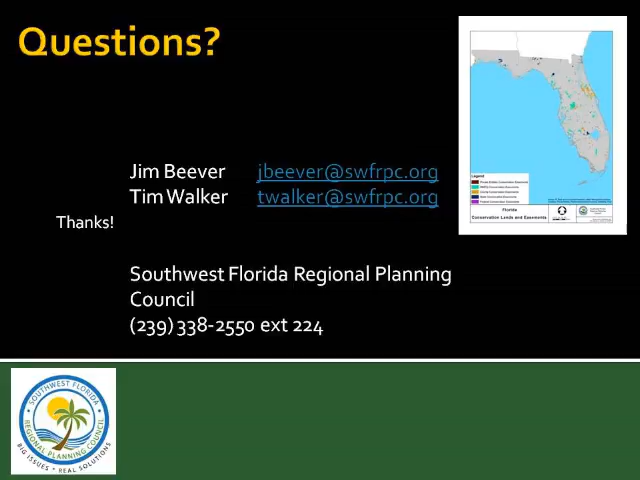 Questions?
Jim Beever jbeever@swfrpc.org
Tim Walker twalker@swfrpc.org
Thanks!
Southwest Florida Regional Planning
Council
(239) 338-2550 ext 224
Legend
Florida
Conservation Lands and Easements
SOUTHWEST FLORIDA
REGIONAL PLANNING COUNCIL
BIG ISSUES • REAL SOLUTIONS